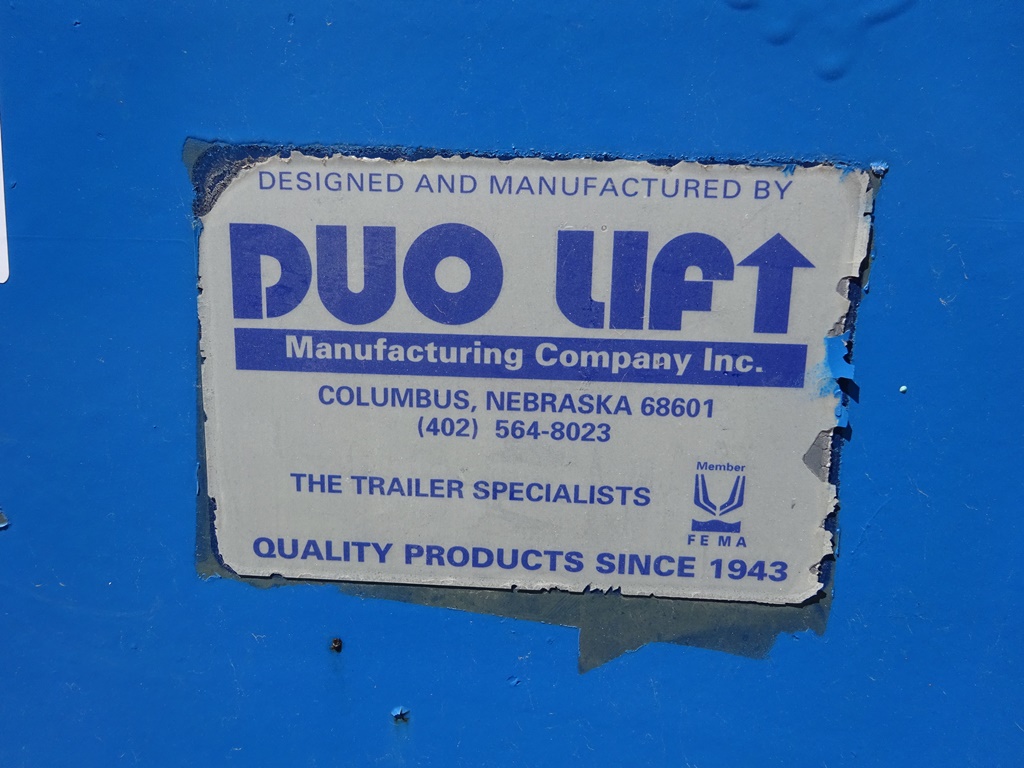 DESIGNED AND MANUFACTURED BY
DUO LIFT
Manufacturing Company Inc.
COLUMBUS, NEBRASKA 68601
(402) 564-8023
THE TRAILER SPECIALISTS
Member
FEMA
QUALITY PRODUCTS SINCE 1943